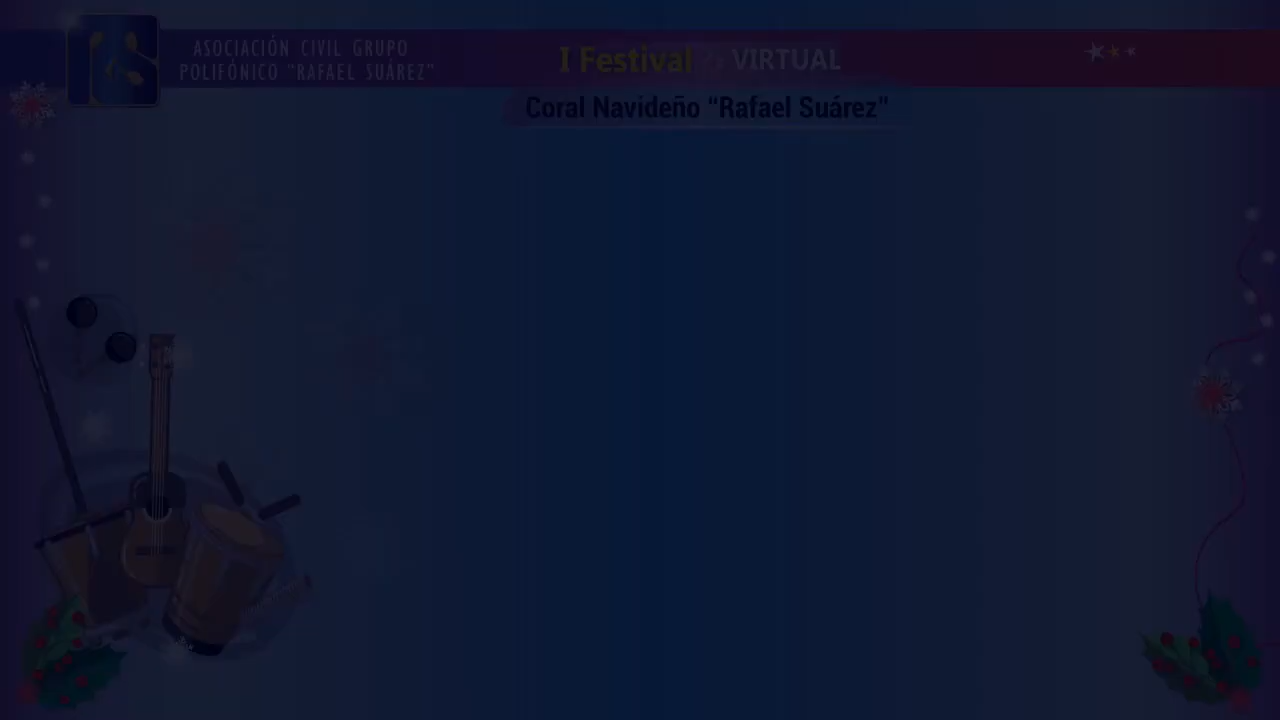 ASOCIACIÓN CIVIL GRUPO
POLIFÓNICO "RAFAEL SUÁREZ"
I Festival VIRTUAL
Coral Navideño “Rafael Suárez”